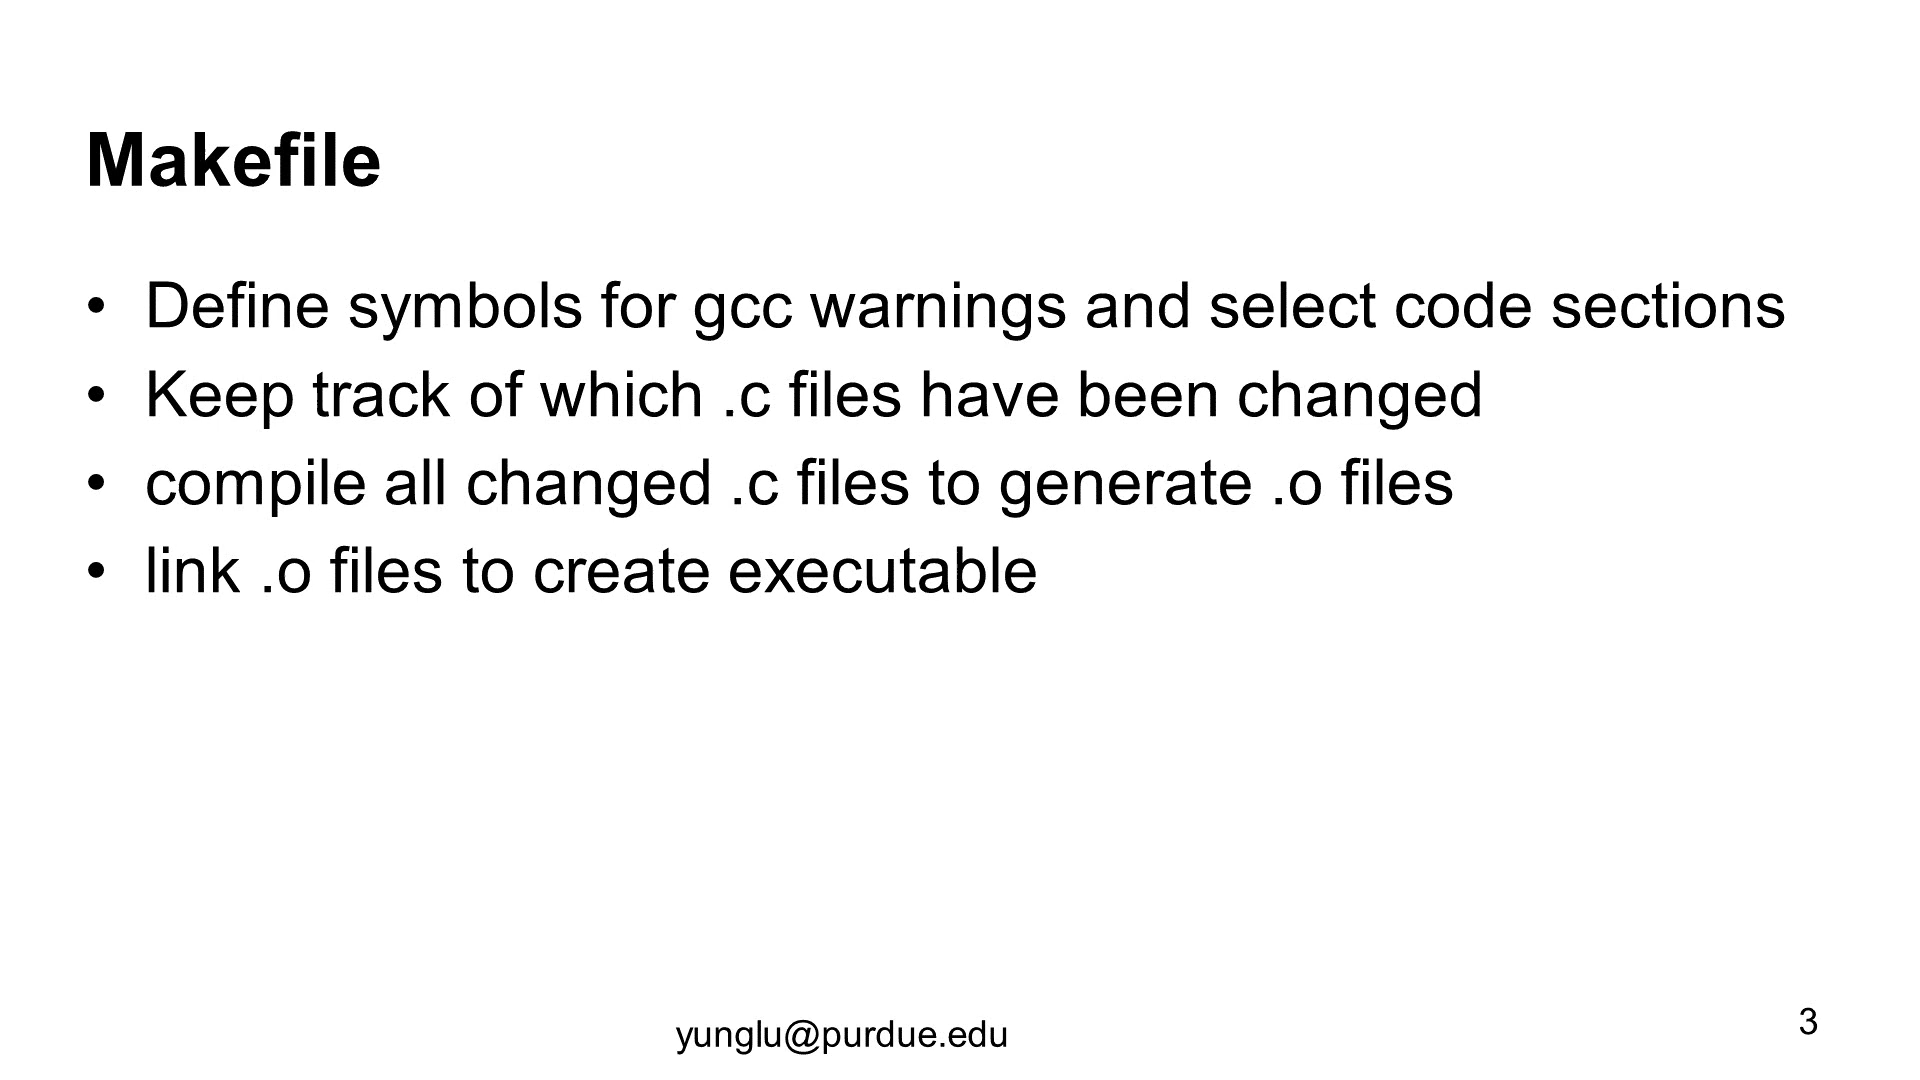 Makefile
• Define symbols for gcc warnings and select code sections
• Keep track of which .c files have been changed
• compile all changed .c files to generate .o files
• link .o files to create executable
yunglu@purdue.edu
3